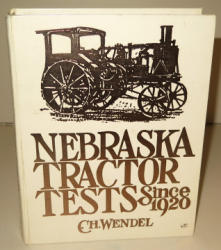 NEBRASKA
TRACTOR
TESTS Since
1920
C.H. WENDEL